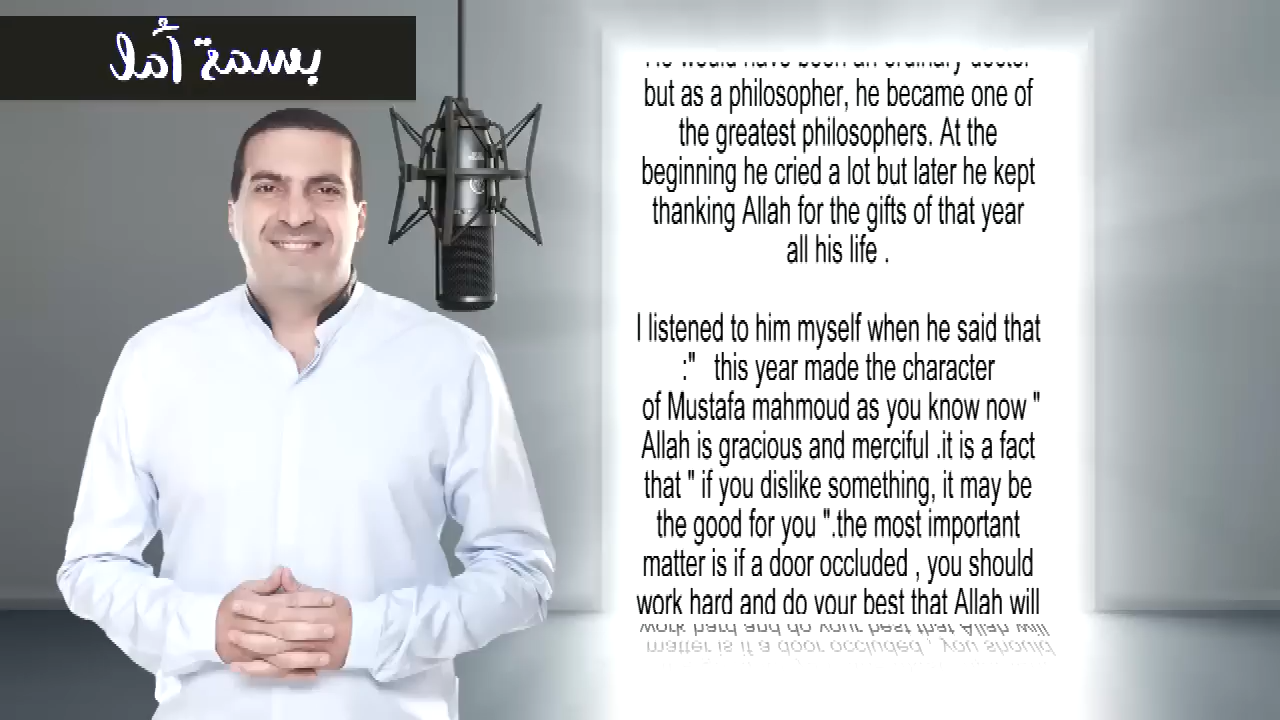 بسمة أمل
but as a philosopher, he became one of
the greatest philosophers. At the
beginning he cried a lot but later he kept
thanking Allah for the gifts of that year
all his life .
I listened to him myself when he said that
:" this year made the character
of Mustafa mahmoud as you know now "
Allah is gracious and merciful .it is a fact
that " if you dislike something, it may be
the good for you ".the most important
matter is if a door occluded , you should
work hard and do your best that Allah will